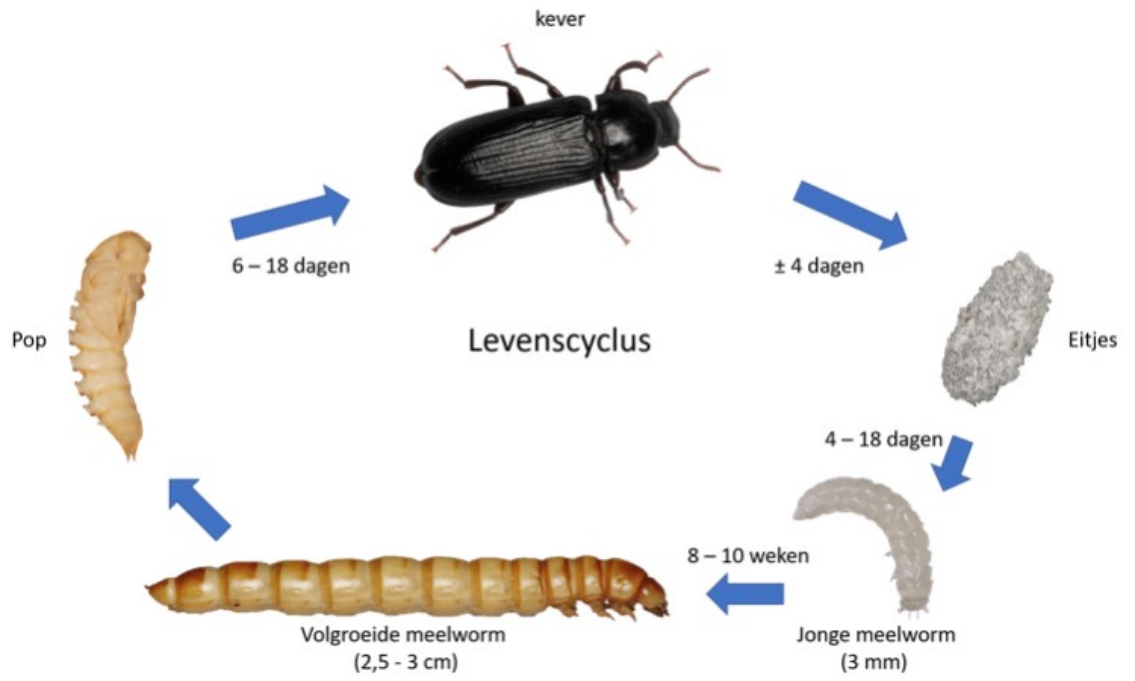 kever
6 – 18 dagen
± 4 dagen
Pop
Levenscyclus
Eitjes
4 – 18 dagen
8 – 10 weken
Volgroeide meelworm
(2,5 - 3 cm)
Jonge meelworm
(3 mm)